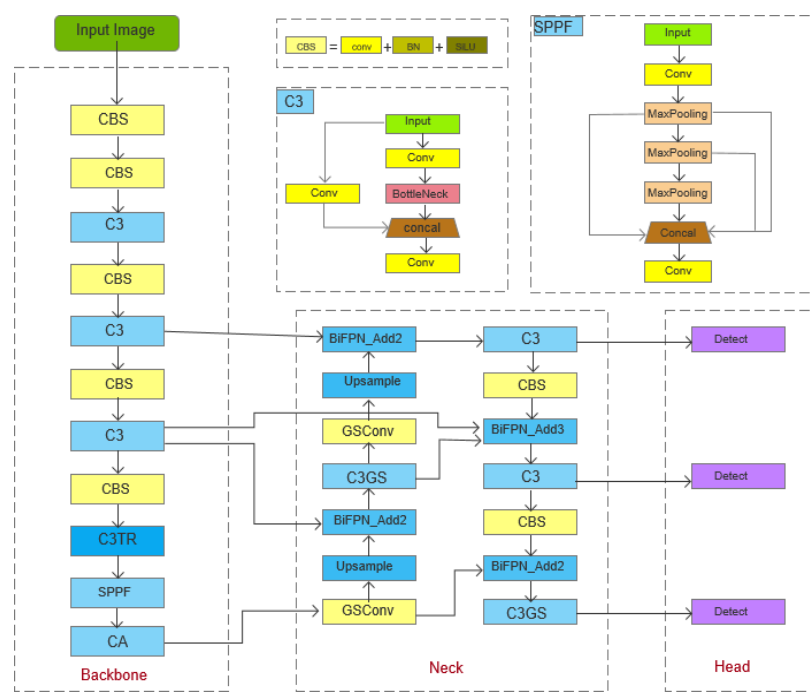 Input Image
CBS
CBS
C3
CBS
C3
CBS
C3
CBS
C3TR
SPPF
CA
Backbone
CBS = conv + BN + SiLU
C3
Input
Conv
Conv
BottleNeck
concal
Conv
SPPF
Input
Conv
MaxPooling
MaxPooling
MaxPooling
Concal
Conv
BiFPN_Add2
Upsample
GSConv
C3GS
BiFPN_Add2
Upsample
GSConv
C3
CBS
BiFPN_Add3
C3
CBS
BiFPN_Add2
C3GS
Neck
Detect
Detect
Detect
Head